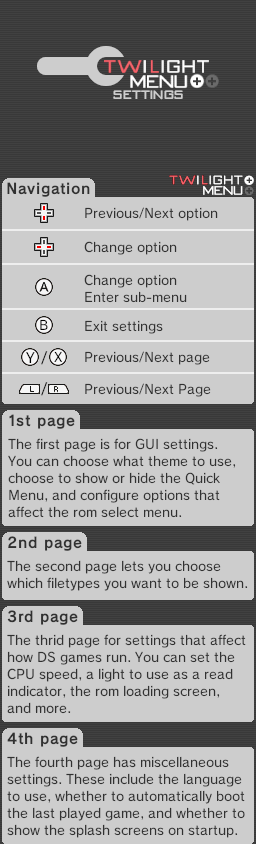 TWILIGHT
MENU++
SETTINGS
TWILIGHT
MENU++
Navigation
Previous/Next option
Change option
A
Change option
Enter sub-menu
B
Exit settings
Y/X
Previous/Next page
L/R
Previous/Next Page
1st page
The first page is for GUI settings.
You can choose what theme to use,
choose to show or hide the Quick
Menu, and configure options that
affect the rom select menu.
2nd page
The second page lets you choose
which filetypes you want to be shown.
3rd page
The thrid page for settings that affect
how DS games run. You can set the
CPU speed, a light to use as a read
indicator, the rom loading screen,
and more.
4th page
The fourth page has miscellaneous
settings. These include the language
to use, whether to automatically boot
the last played game, and whether to
show the splash screens on startup.